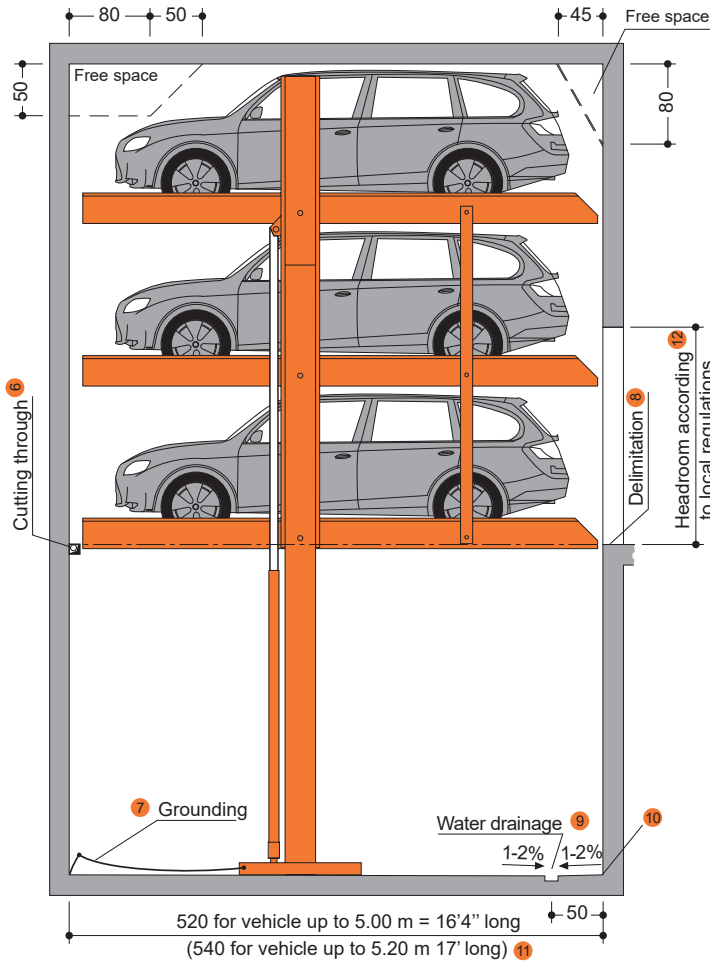 80
50
45
Free space
Free space
50
80
Cutting through 6
Delimitation 8
12
Headroom according
to local regulations
7 Grounding
Water drainage 9
10
1-2%
1-2%
50
520 for vehicle up to 5.00 m = 16'4'' long
(540 for vehicle up to 5.20 m 17' long) 11